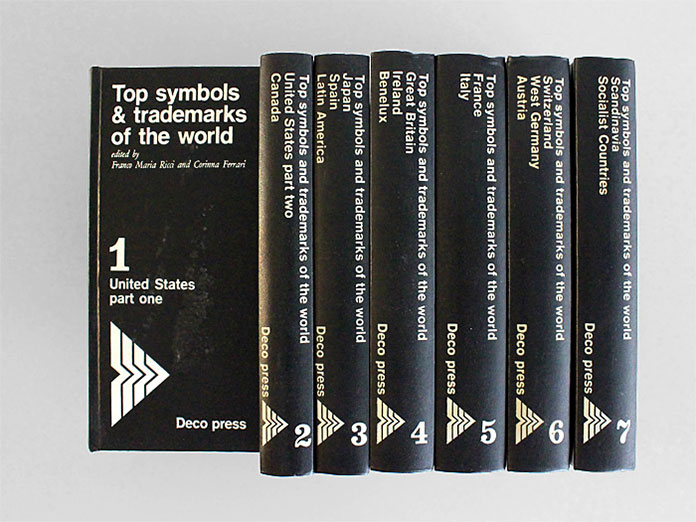 Top symbols
& trademarks
of the world
edited by
Franco Maria Ricci and Corinna Ferrari
1
United States
part one
Deco press
Top symbols and trademarks of the world
United States part two
Canada
Deco press
2
Top symbols and trademarks of the world
Japan
Spain
Latin America
Deco press
3
Top symbols and trademarks of the world
Great Britain
Ireland
Benelux
Deco press
4
Top symbols and trademarks of the world
France
Italy
Deco press
5
Top symbols and trademarks of the world
Switzerland
West Germany
Austria
Deco press
6
Top symbols and trademarks of the world
Scandinavia
Socialist Countries
Deco press
7